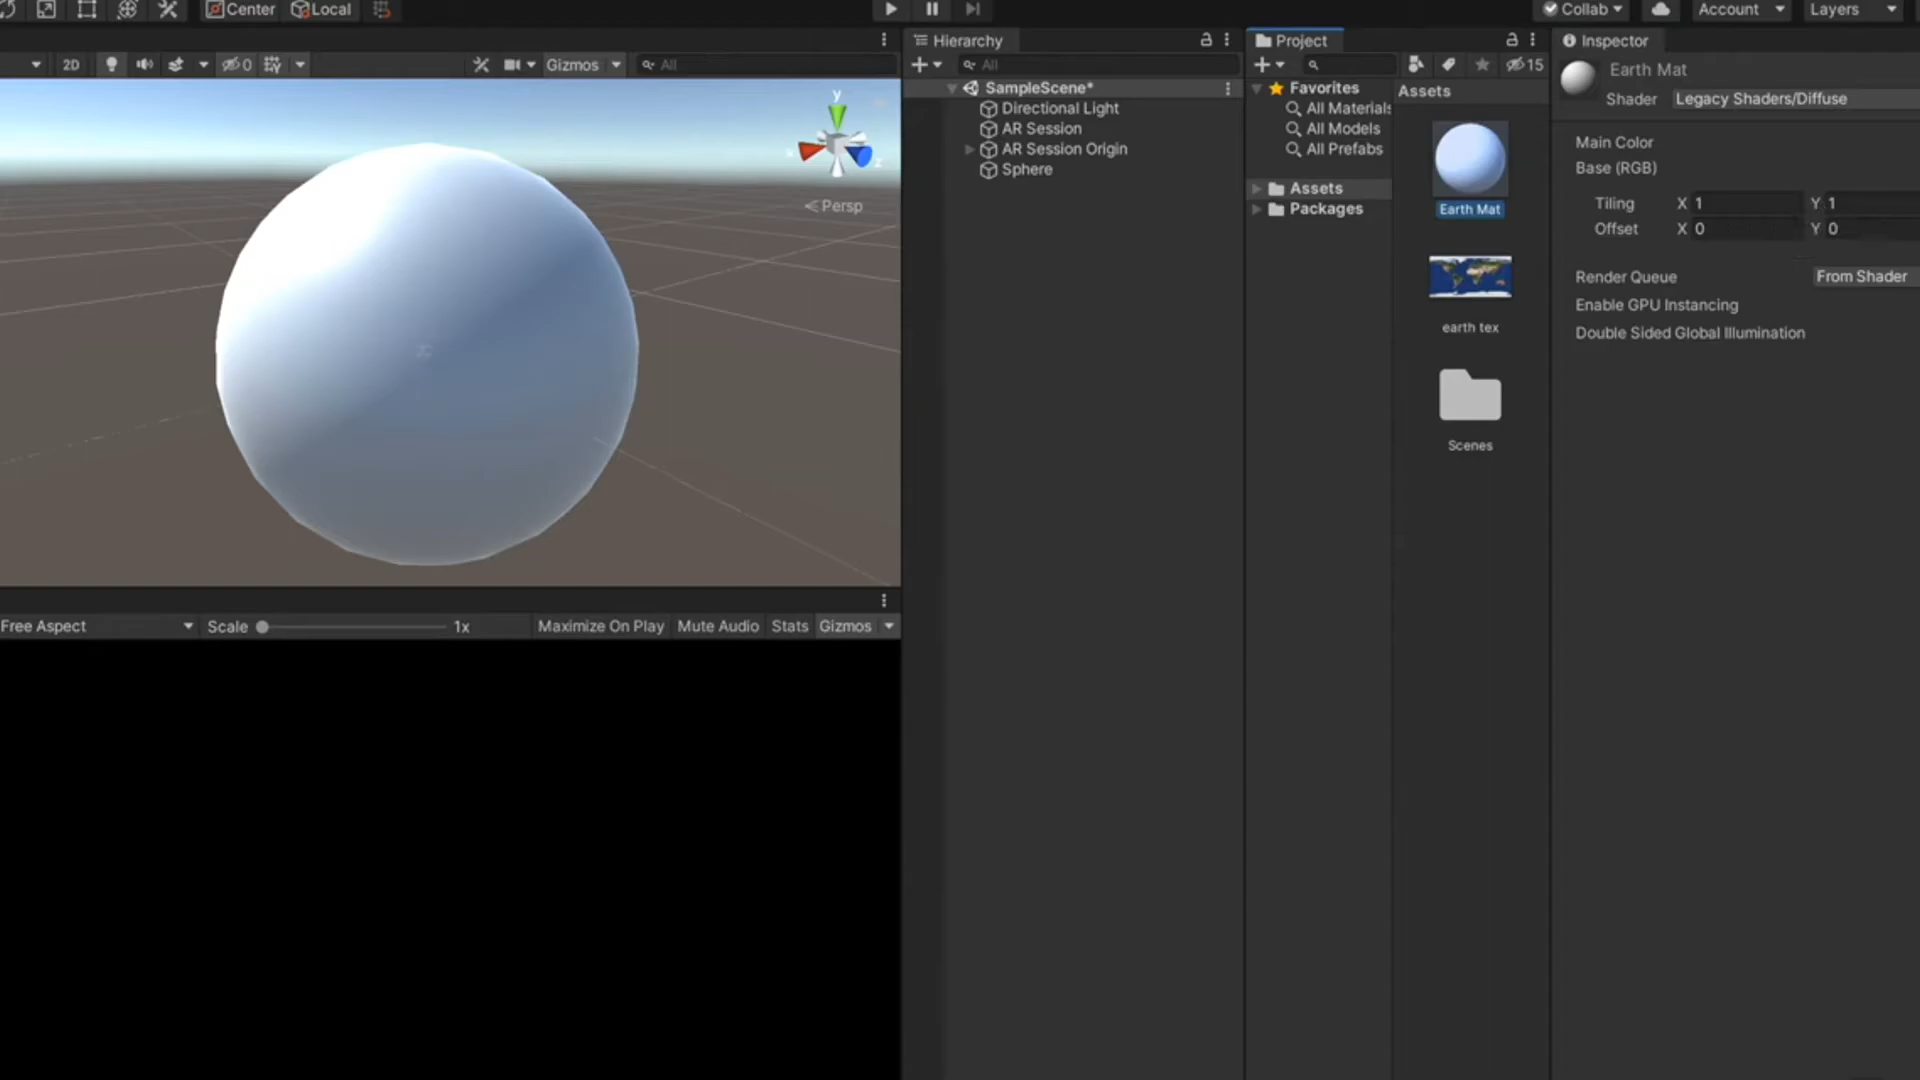 Center
Local
Collab
Account
Layers
2D
0
Gizmos
All
y
x
z
Persp
Free Aspect
Scale
1x
Maximize On Play
Mute Audio
Stats
Gizmos
Hierarchy
All
SampleScene*
Directional Light
AR Session
AR Session Origin
Sphere
Project
15
Favorites
All Materials
All Models
All Prefabs
Assets
Packages
Assets
Earth Mat
earth tex
Scenes
Inspector
Earth Mat
Shader Legacy Shaders/Diffuse
Main Color
Base (RGB)
Tiling X 1 Y 1
Offset X 0 Y 0
Render Queue From Shader
Enable GPU Instancing
Double Sided Global Illumination